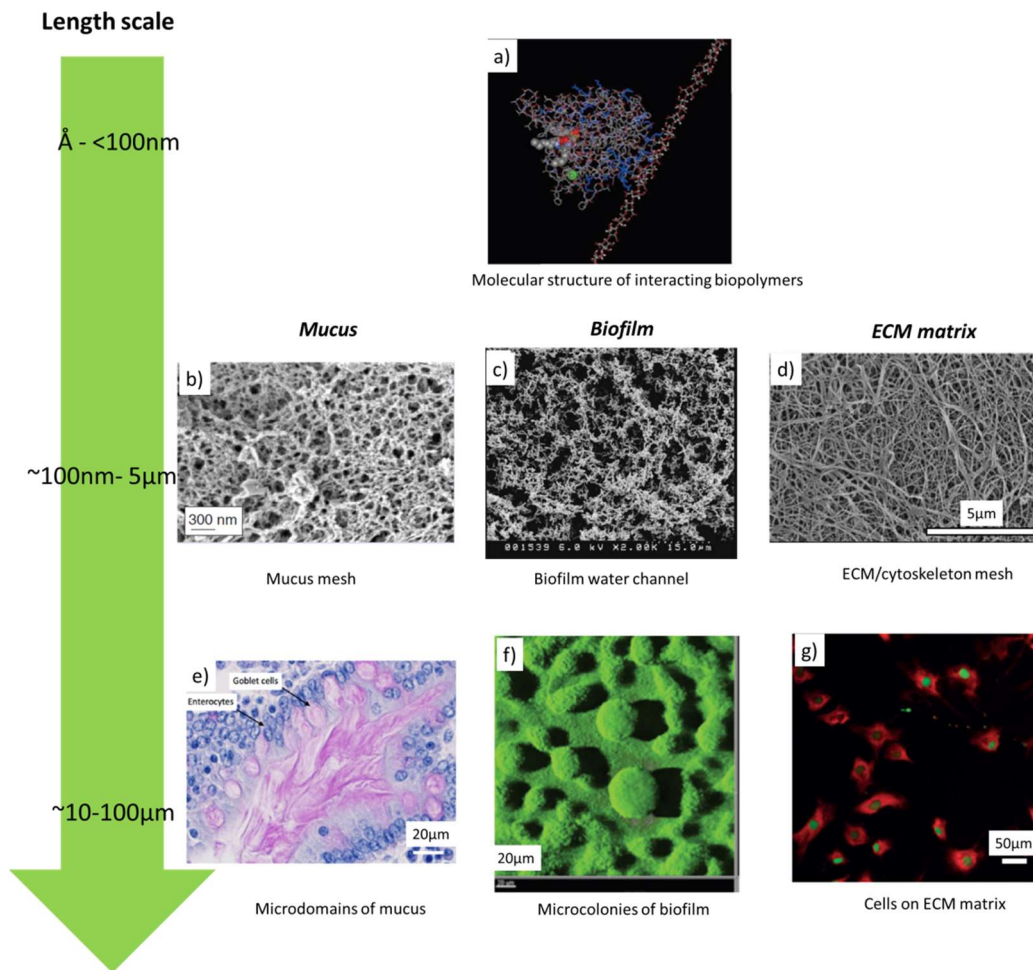 Length scale
a)
Å - <100nm
Molecular structure of interacting biopolymers
Mucus
Biofilm
ECM matrix
b)
c)
d)
~100nm- 5µm
300 nm
001539 6.0 kV X2.00K 15.0µm
5µm
Mucus mesh
Biofilm water channel
ECM/cytoskeleton mesh
e)
f)
g)
Goblet cells
Enterocytes
~10-100µm
20µm
20µm
50µm
Microdomains of mucus
Microcolonies of biofilm
Cells on ECM matrix